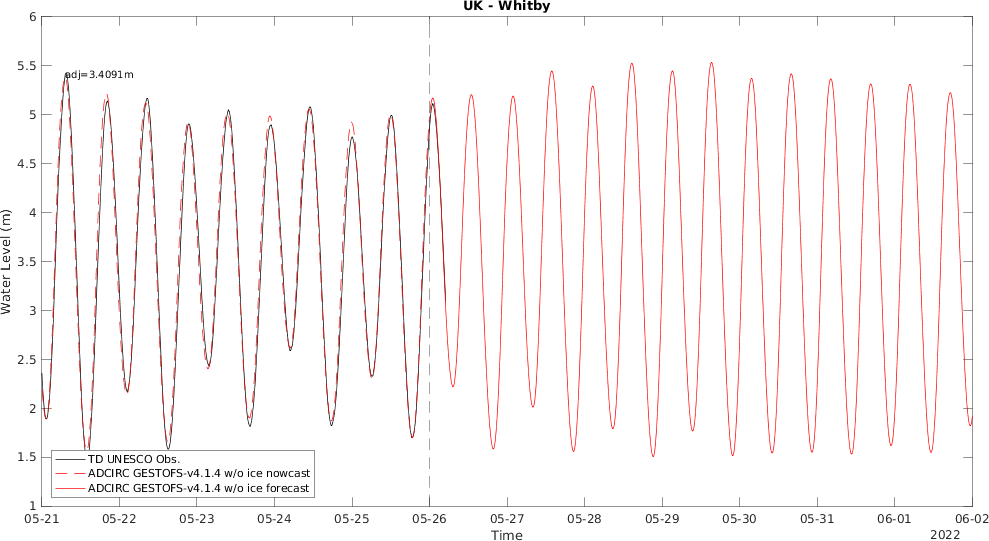 UK - Whitby
6
5.5
5
4.5
4
3.5
3
2.5
2
1.5
1
Water Level (m)
adj=3.4091m
TD UNESCO Obs.
ADCIRC GESTOFS-v4.1.4 w/o ice nowcast
ADCIRC GESTOFS-v4.1.4 w/o ice forecast
05-21 05-22 05-23 05-24 05-25 05-26 05-27 05-28 05-29 05-30 05-31 06-01 06-02
Time
2022